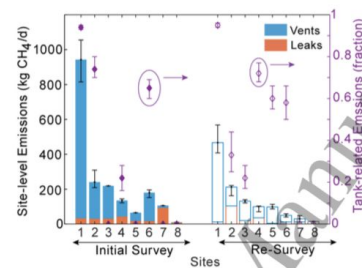 Site-level Emissions (kg CH4/d)
1000
800
600
400
200
0
Vents
Leaks
1
0.8
0.6
0.4
0.2
0
Tank-related Emissions (fraction)
1 2 3 4 5 6 7 8
1 2 3 4 5 6 7 8
Initial Survey
Re-Survey
Sites